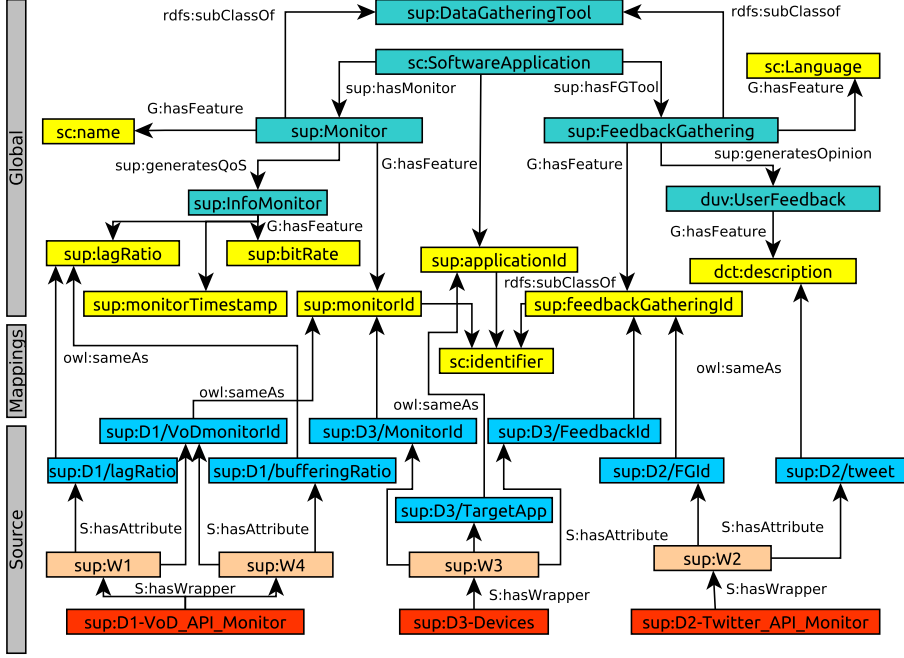 rdfs:subClassOf
sup:DataGatheringTool
rdfs:subClassof
sc:SoftwareApplication
sc:Language
sup:hasMonitor
sup:hasFGTool
G:hasFeature
G:hasFeature
sc:name
sup:Monitor
sup:FeedbackGathering
Global
sup:generatesQoS
G:hasFeature
G:hasFeature
sup:generatesOpinion
sup:InfoMonitor
duv:UserFeedback
G:hasFeature
G:hasFeature
sup:lagRatio
sup:bitRate
sup:applicationId
dct:description
rdfs:subClassOf
sup:monitorTimestamp
sup:monitorId
sup:feedbackGatheringId
Mappings
owl:sameAs
sc:identifier
owl:sameAs
owl:sameAs
owl:sameAs
sup:D1/VoDmonitorId
sup:D3/MonitorId
sup:D3/FeedbackId
sup:D1/lagRatio
sup:D1/bufferingRatio
sup:D2/FGId
sup:D2/tweet
Source
sup:D3/TargetApp
S:hasAttribute
S:hasAttribute
S:hasAttribute
S:hasAttribute
sup:W1
sup:W4
sup:W3
sup:W2
S:hasWrapper
S:hasWrapper
S:hasWrapper
sup:D1-VoD_API_Monitor
sup:D3-Devices
sup:D2-Twitter_API_Monitor